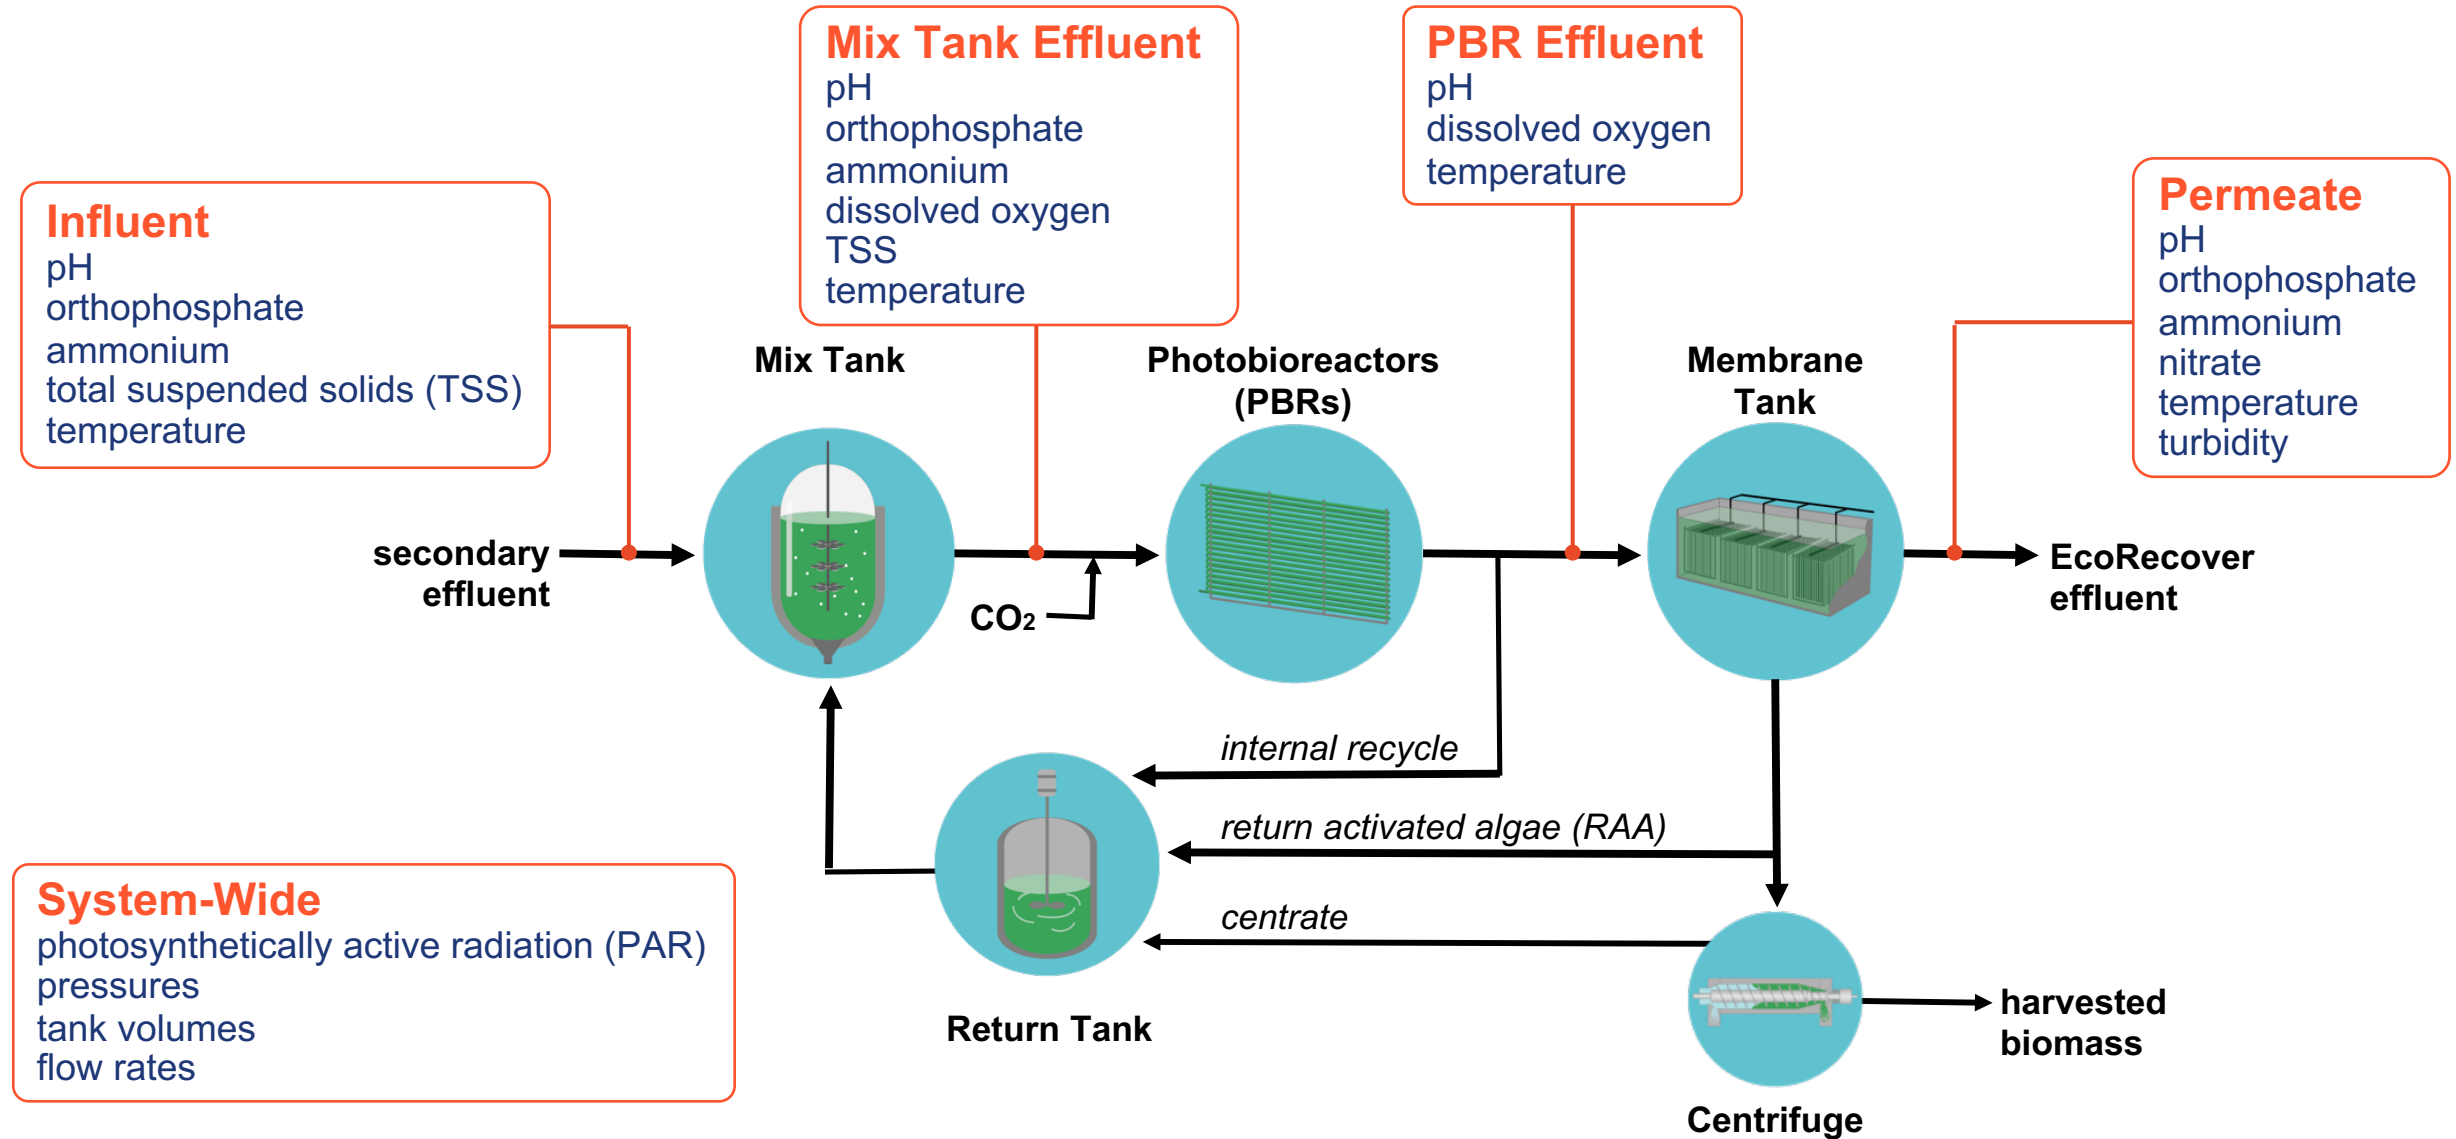 Mix Tank Effluent
pH
orthophosphate
ammonium
dissolved oxygen
TSS
temperature
PBR Effluent
pH
dissolved oxygen
temperature
Influent
pH
orthophosphate
ammonium
total suspended solids (TSS)
temperature
Permeate
pH
orthophosphate
ammonium
nitrate
temperature
turbidity
Mix Tank
Photobioreactors
(PBRs)
Membrane
Tank
secondary
effluent
CO₂
EcoRecover
effluent
internal recycle
return activated algae (RAA)
centrate
System-Wide
photosynthetically active radiation (PAR)
pressures
tank volumes
flow rates
Return Tank
harvested
biomass
Centrifuge